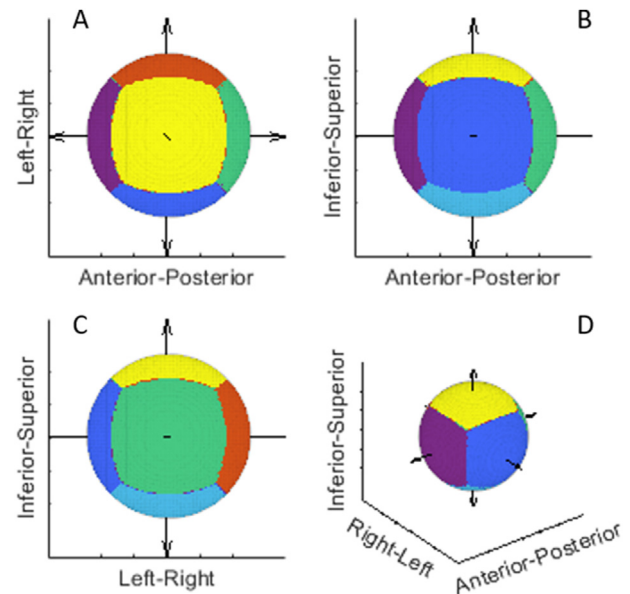 A
B
Left-Right
Anterior-Posterior
Inferior-Superior
Anterior-Posterior
C
D
Inferior-Superior
Left-Right
Inferior-Superior
Right-Left
Anterior-Posterior